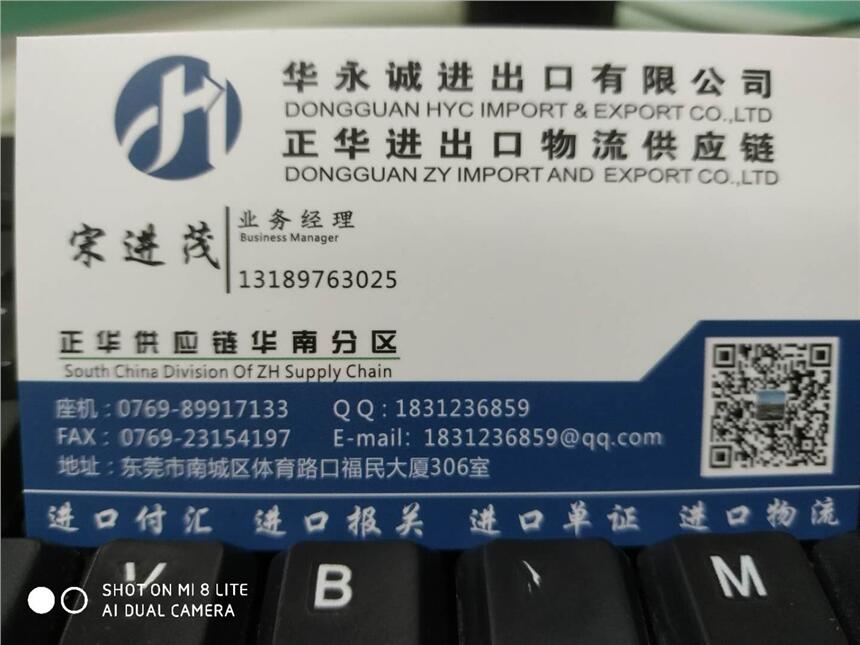 华永诚进出口有限公司
DONGGUAN HYC IMPORT & EXPORT CO.,LTD
正华进出口物流供应链
DONGGUAN ZY IMPORT AND EXPORT CO.,LTD
宋进茂
业务经理
Business Manager
13189763025
正华供应链华南分区
South China Division Of ZH Supply Chain
座机：0769-89917133 QQ：1831236859
FAX：0769-23154197 E-mail：1831236859@qq.com
地址：东莞市南城区体育路口福民大厦306室
进口付汇 进口报关 进口单证 进口物流
V B M
SHOT ON MI 8 LITE
AI DUAL CAMERA